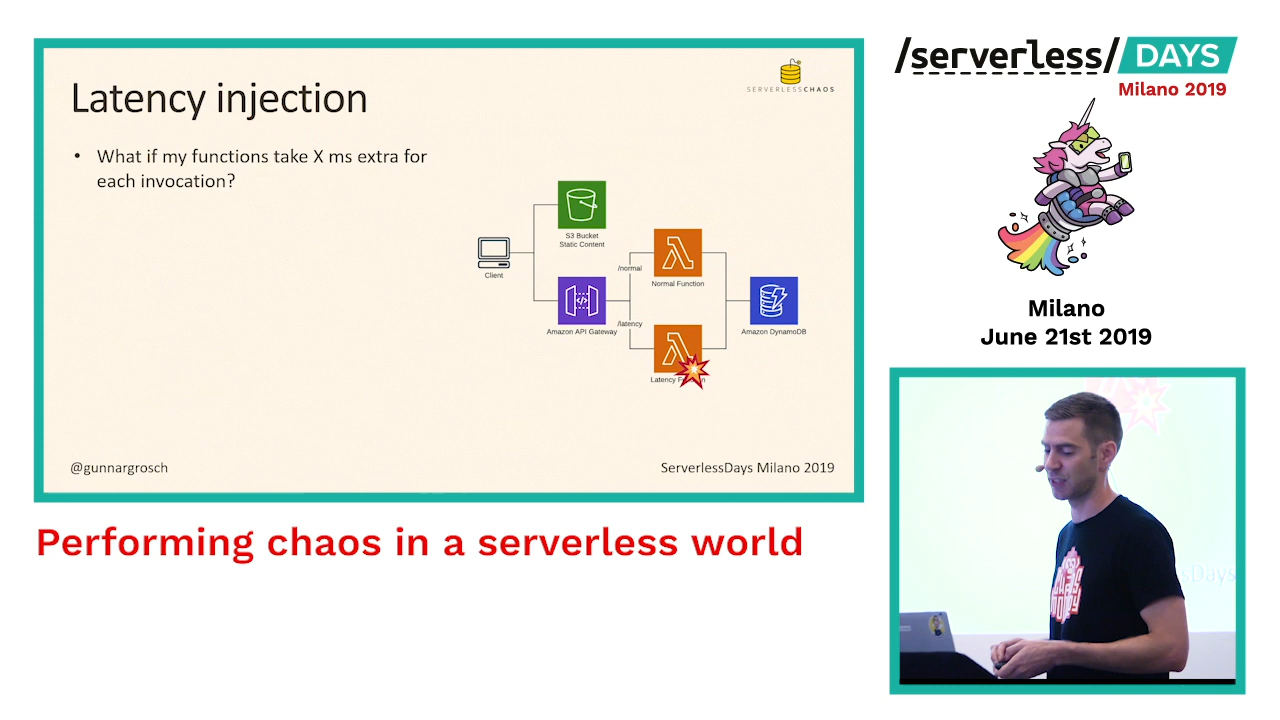 Latency injection
SERVERLESSCHAOS
• What if my functions take X ms extra for
each invocation?
S3 Bucket
Static Content
Client
/normal
Normal Function
Amazon API Gateway
/latency
Latency
Amazon DynamoDB
@gunnargrosch
ServerlessDays Milano 2019
Performing chaos in a serverless world
/serverless/ DAYS
Milano 2019
Milano
June 21st 2019
sDays